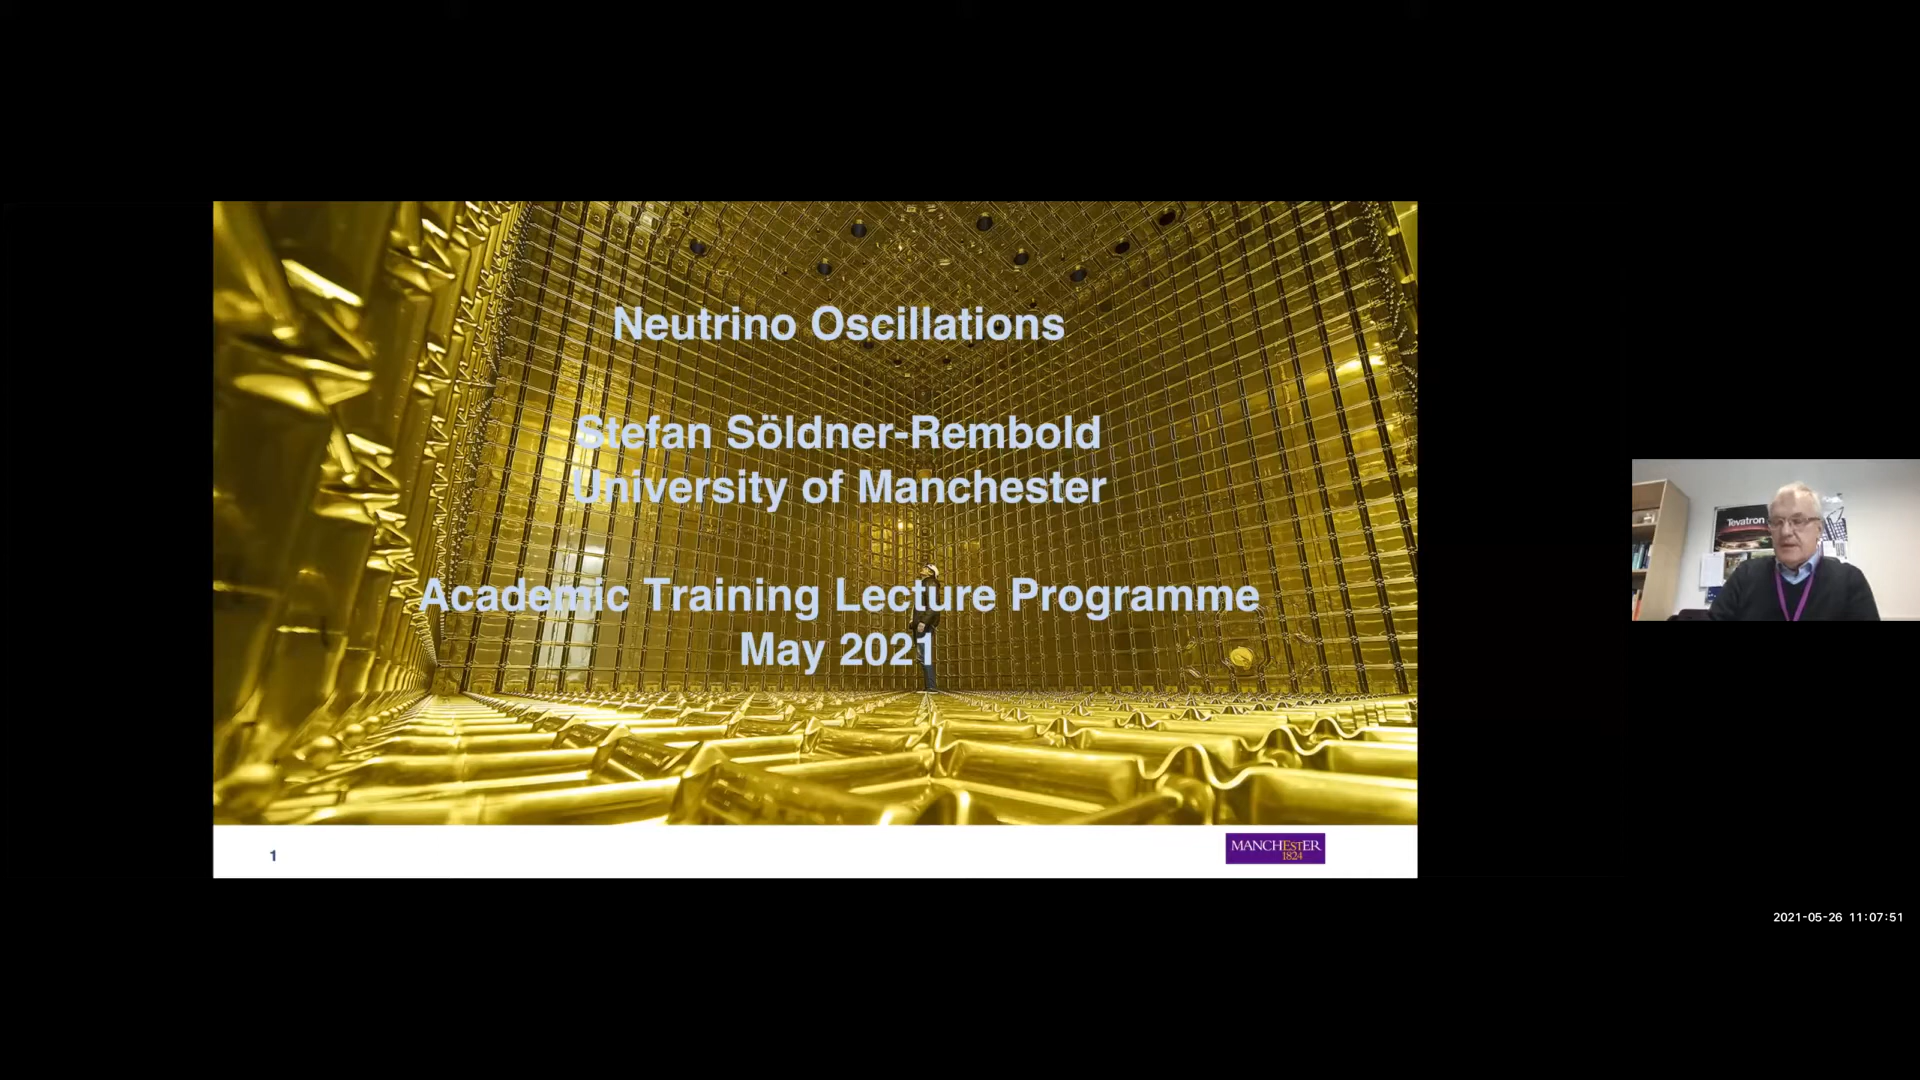 Neutrino Oscillations
Stefan Söldner-Rembold
University of Manchester
Academic Training Lecture Programme
May 2021
1
MANCHESTER
1824
Tevatron
2021-05-26 11:07:51